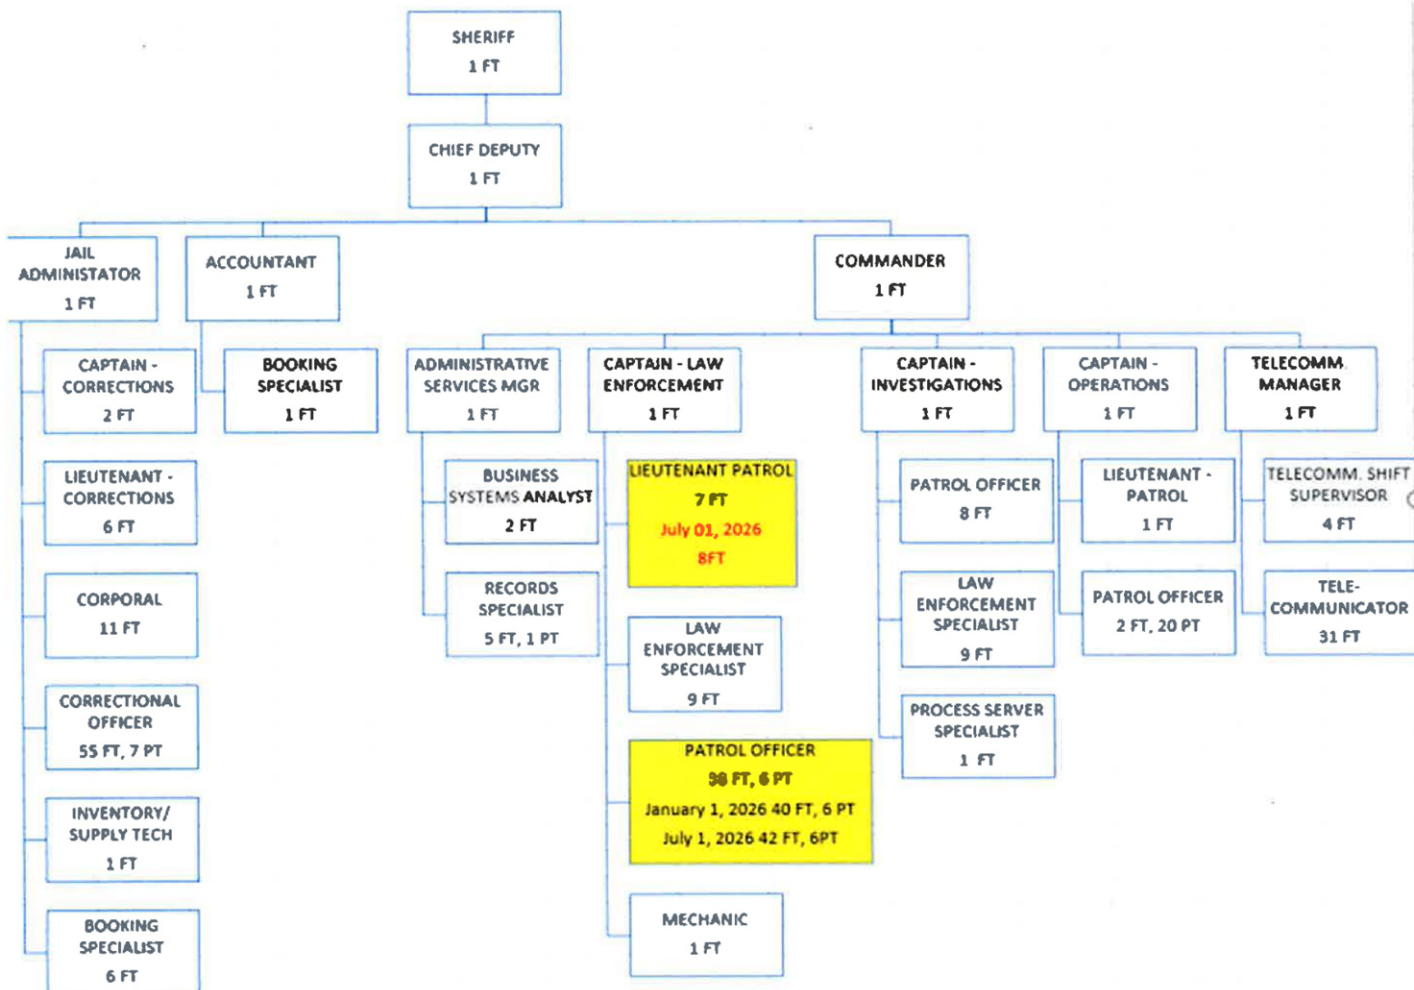 SHERIFF
1 FT
CHIEF DEPUTY
1 FT
JAIL
ADMINISTATOR
1 FT
ACCOUNTANT
1 FT
COMMANDER
1 FT
CAPTAIN -
CORRECTIONS
2 FT
BOOKING
SPECIALIST
1 FT
ADMINISTRATIVE
SERVICES MGR
1 FT
CAPTAIN - LAW
ENFORCEMENT
1 FT
CAPTAIN -
INVESTIGATIONS
1 FT
CAPTAIN -
OPERATIONS
1 FT
TELECOMM.
MANAGER
1 FT
LIEUTENANT -
CORRECTIONS
6 FT
BUSINESS
SYSTEMS ANALYST
2 FT
LIEUTENANT PATROL
7 FT
July 01, 2026
8FT
PATROL OFFICER
8 FT
LIEUTENANT -
PATROL
1 FT
TELECOMM. SHIFT
SUPERVISOR
4 FT
CORPORAL
11 FT
RECORDS
SPECIALIST
5 FT, 1 PT
LAW
ENFORCEMENT
SPECIALIST
9 FT
LAW
ENFORCEMENT
SPECIALIST
9 FT
PATROL OFFICER
2 FT, 20 PT
TELE-
COMMUNICATOR
31 FT
CORRECTIONAL
OFFICER
55 FT, 7 PT
PATROL OFFICER
FT, 6 PT
January 1, 2026 40 FT, 6 PT
July 1, 2026 42 FT, 6PT
PROCESS SERVER
SPECIALIST
1 FT
INVENTORY/
SUPPLY TECH
1 FT
MECHANIC
1 FT
BOOKING
SPECIALIST
6 FT